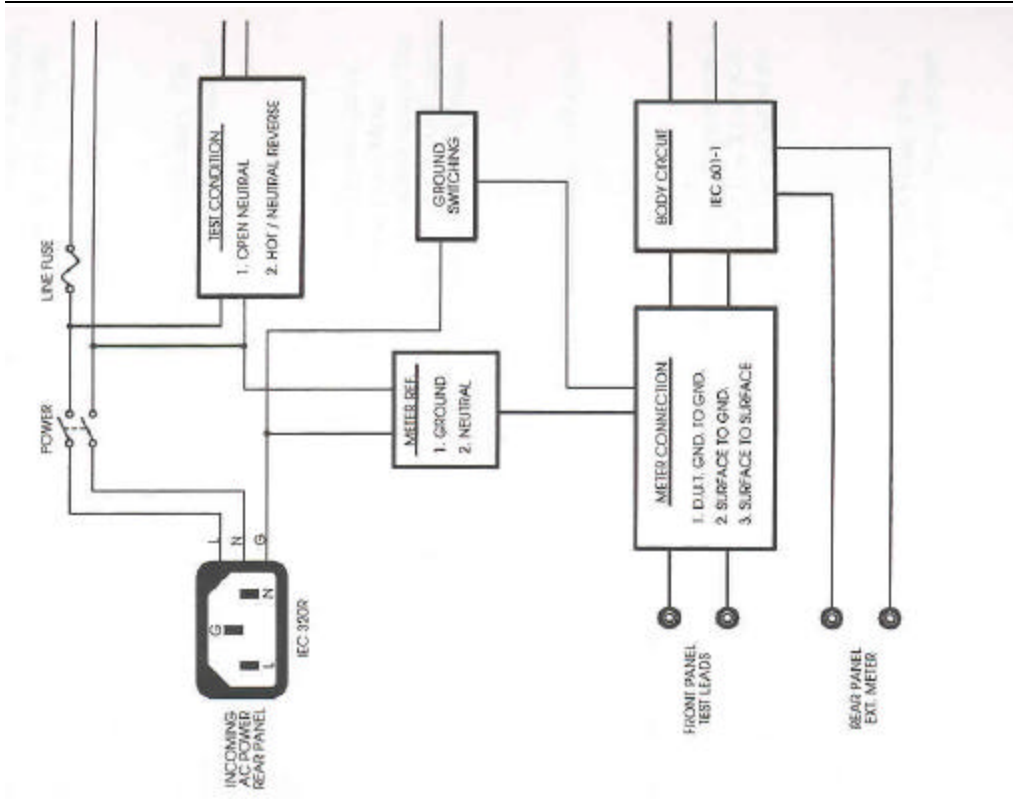 INCOMING
AC POWER
REAR PANEL
IEC 320R
L
G
N
L
N
G
POWER
LINE FUSE
TEST CONDITION
1. OPEN NEUTRAL
2. HOT / NEUTRAL REVERSE
METER REF.
1. GROUND
2. NEUTRAL
GROUND
SWITCHING
FRONT PANEL
TEST LEADS
METER CONNECTION
1. D.U.T. GND. TO GND.
2. SURFACE TO GND.
3. SURFACE TO SURFACE
BODY CIRCUIT
IEC 601-1
REAR PANEL
EXT. METER